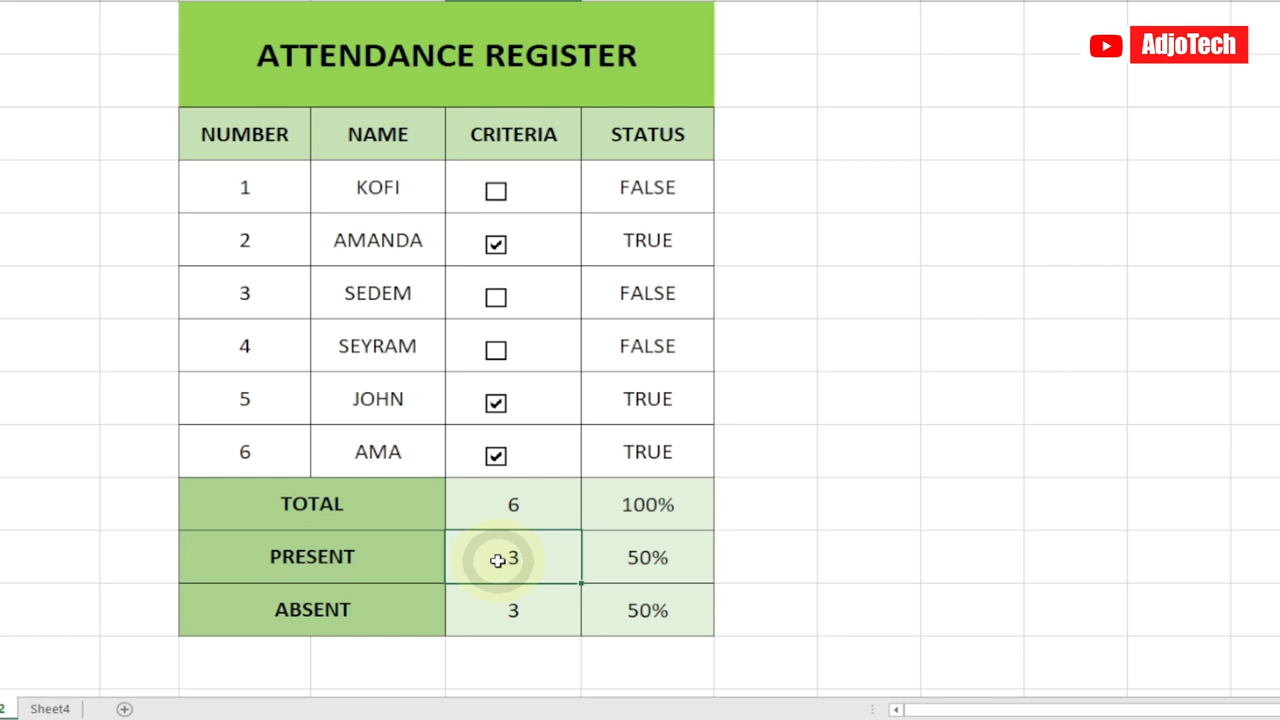 AdjoTech
ATTENDANCE REGISTER
NUMBER NAME CRITERIA STATUS
1 KOFI FALSE
2 AMANDA TRUE
3 SEDEM FALSE
4 SEYRAM FALSE
5 JOHN TRUE
6 AMA TRUE
TOTAL 6 100%
PRESENT 3 50%
ABSENT 3 50%
2 Sheet4